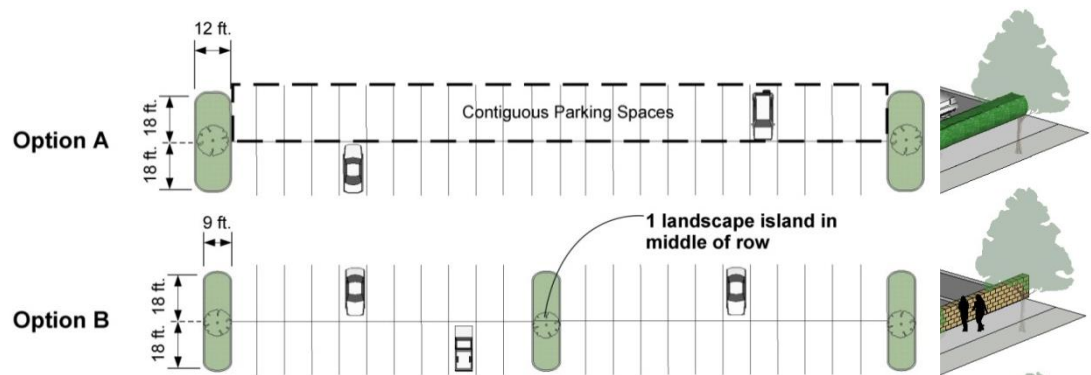 12 ft.
18 ft.
18 ft.
Option A
Contiguous Parking Spaces
9 ft.
1 landscape island in
middle of row
18 ft.
18 ft.
Option B